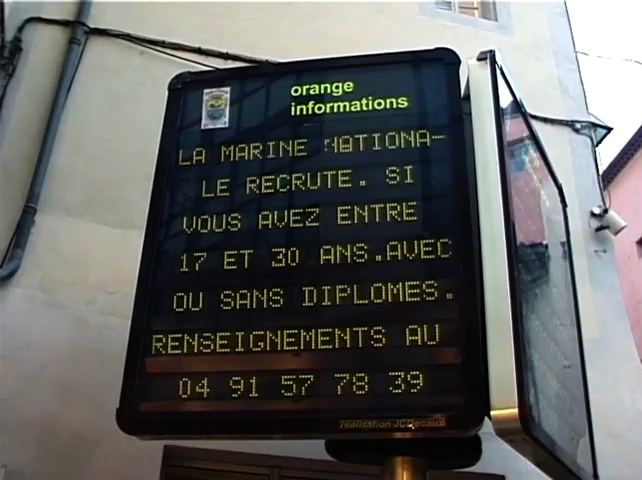 orange
informations
LA MARINE NATIONA-
LE RECRUTE. SI
VOUS AVEZ ENTRE
17 ET 30 ANS.AVEC
OU SANS DIPLOMES.
RENSEIGNEMENTS AU
04 91 57 78 39
réalisation JCDecaux